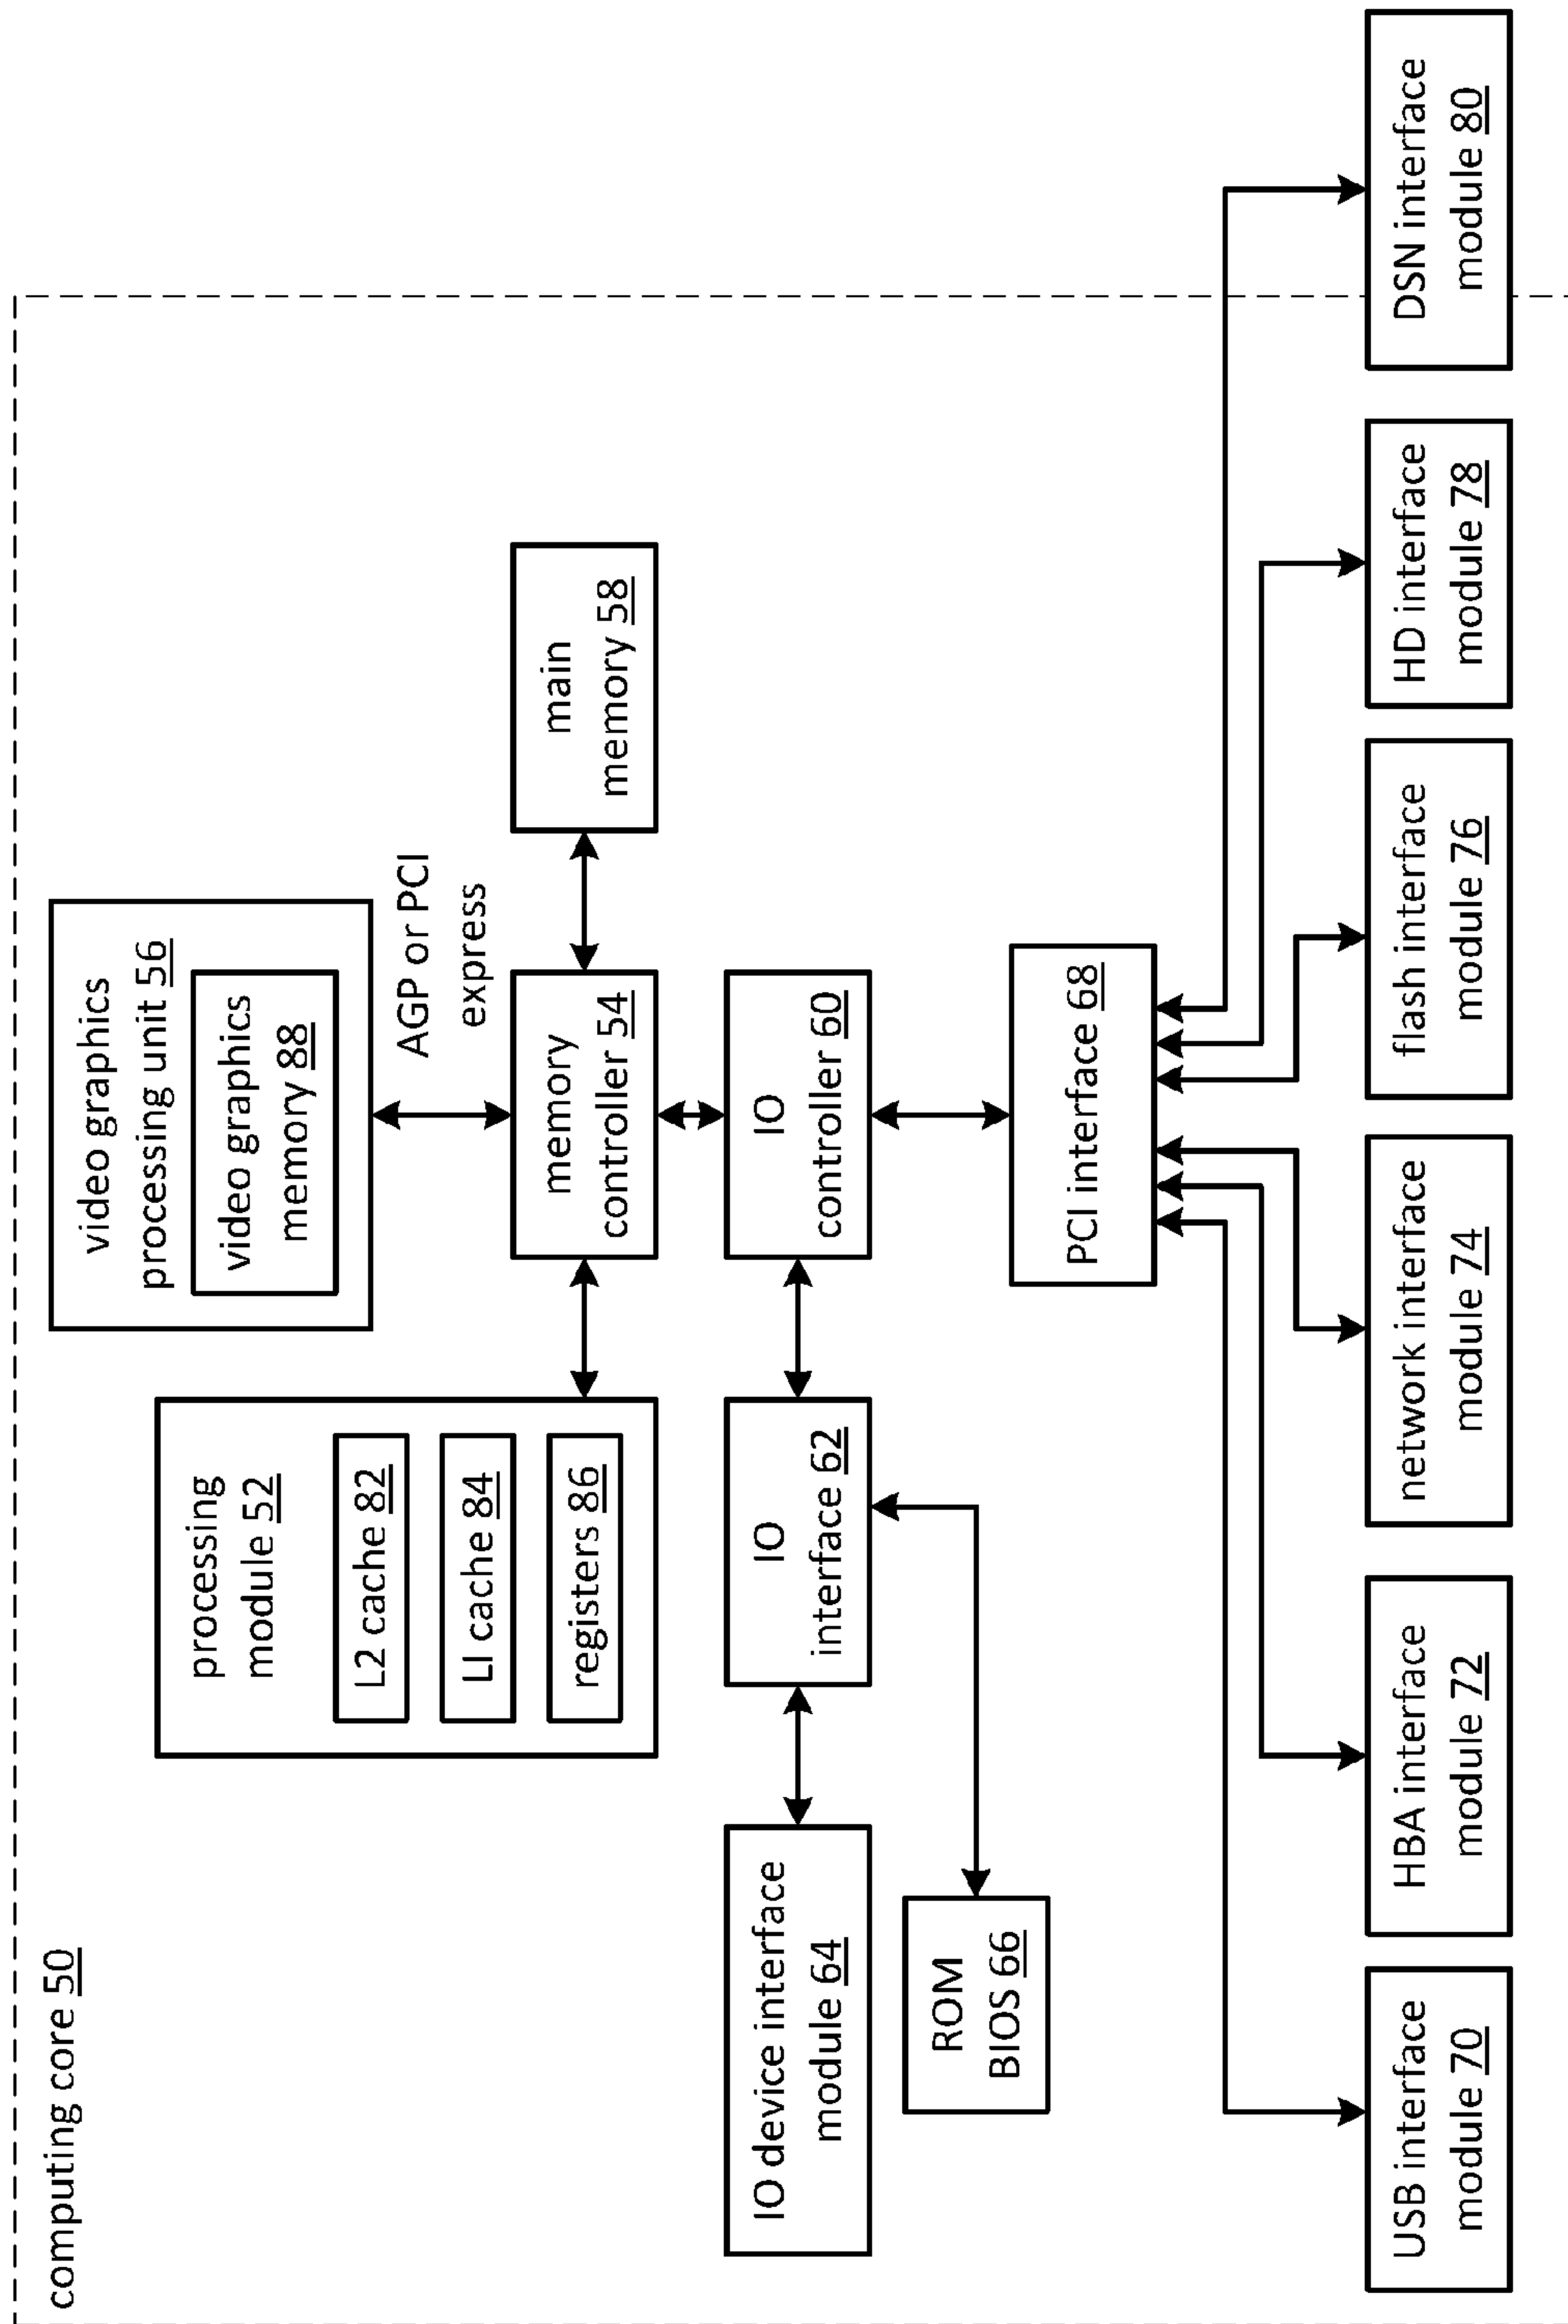 computing core 50
video graphics
processing unit 56
video graphics
memory 88
processing
module 52
L2 cache 82
LI cache 84
registers 86
AGP or PCI
express
memory
controller 54
main
memory 58
IO device interface
module 64
IO
interface 62
IO
controller 60
ROM
BIOS 66
PCI interface 68
USB interface
module 70
HBA interface
module 72
network interface
module 74
flash interface
module 76
HD interface
module 78
DSN interface
module 80